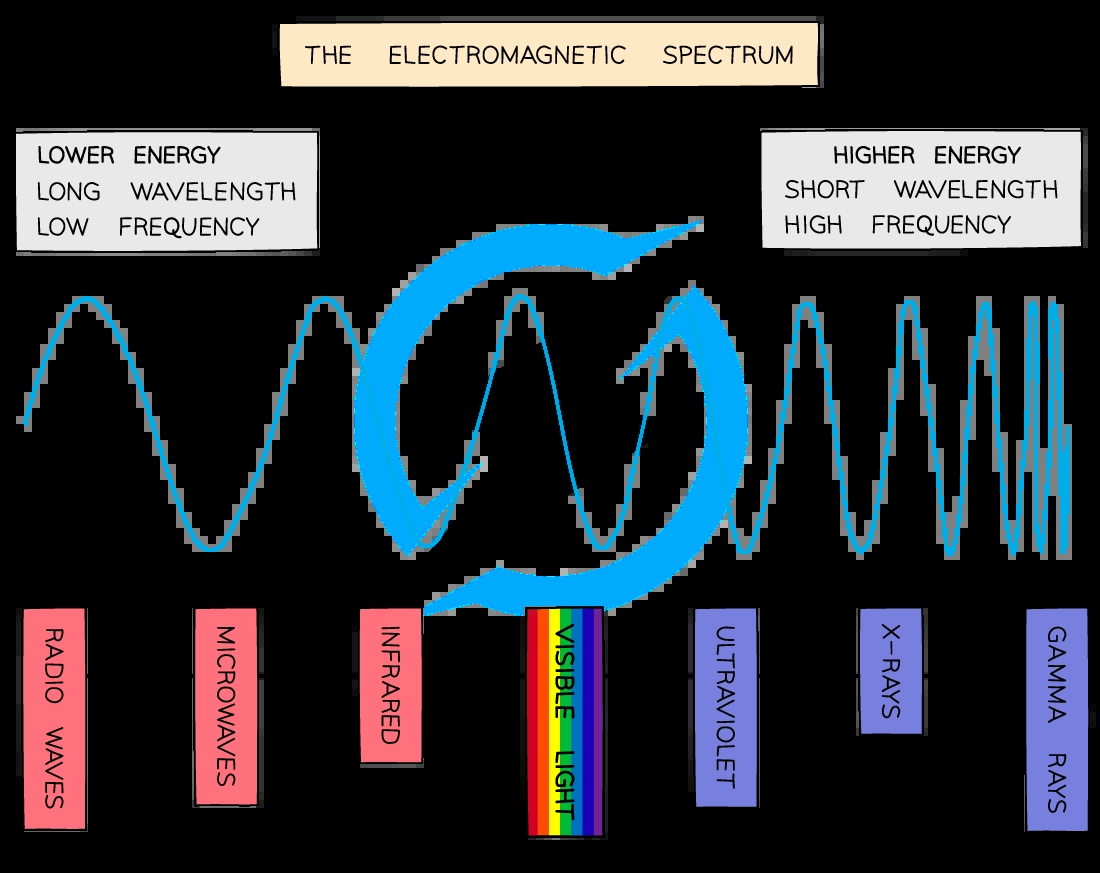 THE ELECTROMAGNETIC SPECTRUM
LOWER ENERGY
LONG WAVELENGTH
LOW FREQUENCY
HIGHER ENERGY
SHORT WAVELENGTH
HIGH FREQUENCY
RADIO WAVES
MICROWAVES
INFRARED
VISIBLE LIGHT
ULTRAVIOLET
X-RAYS
GAMMA RAYS